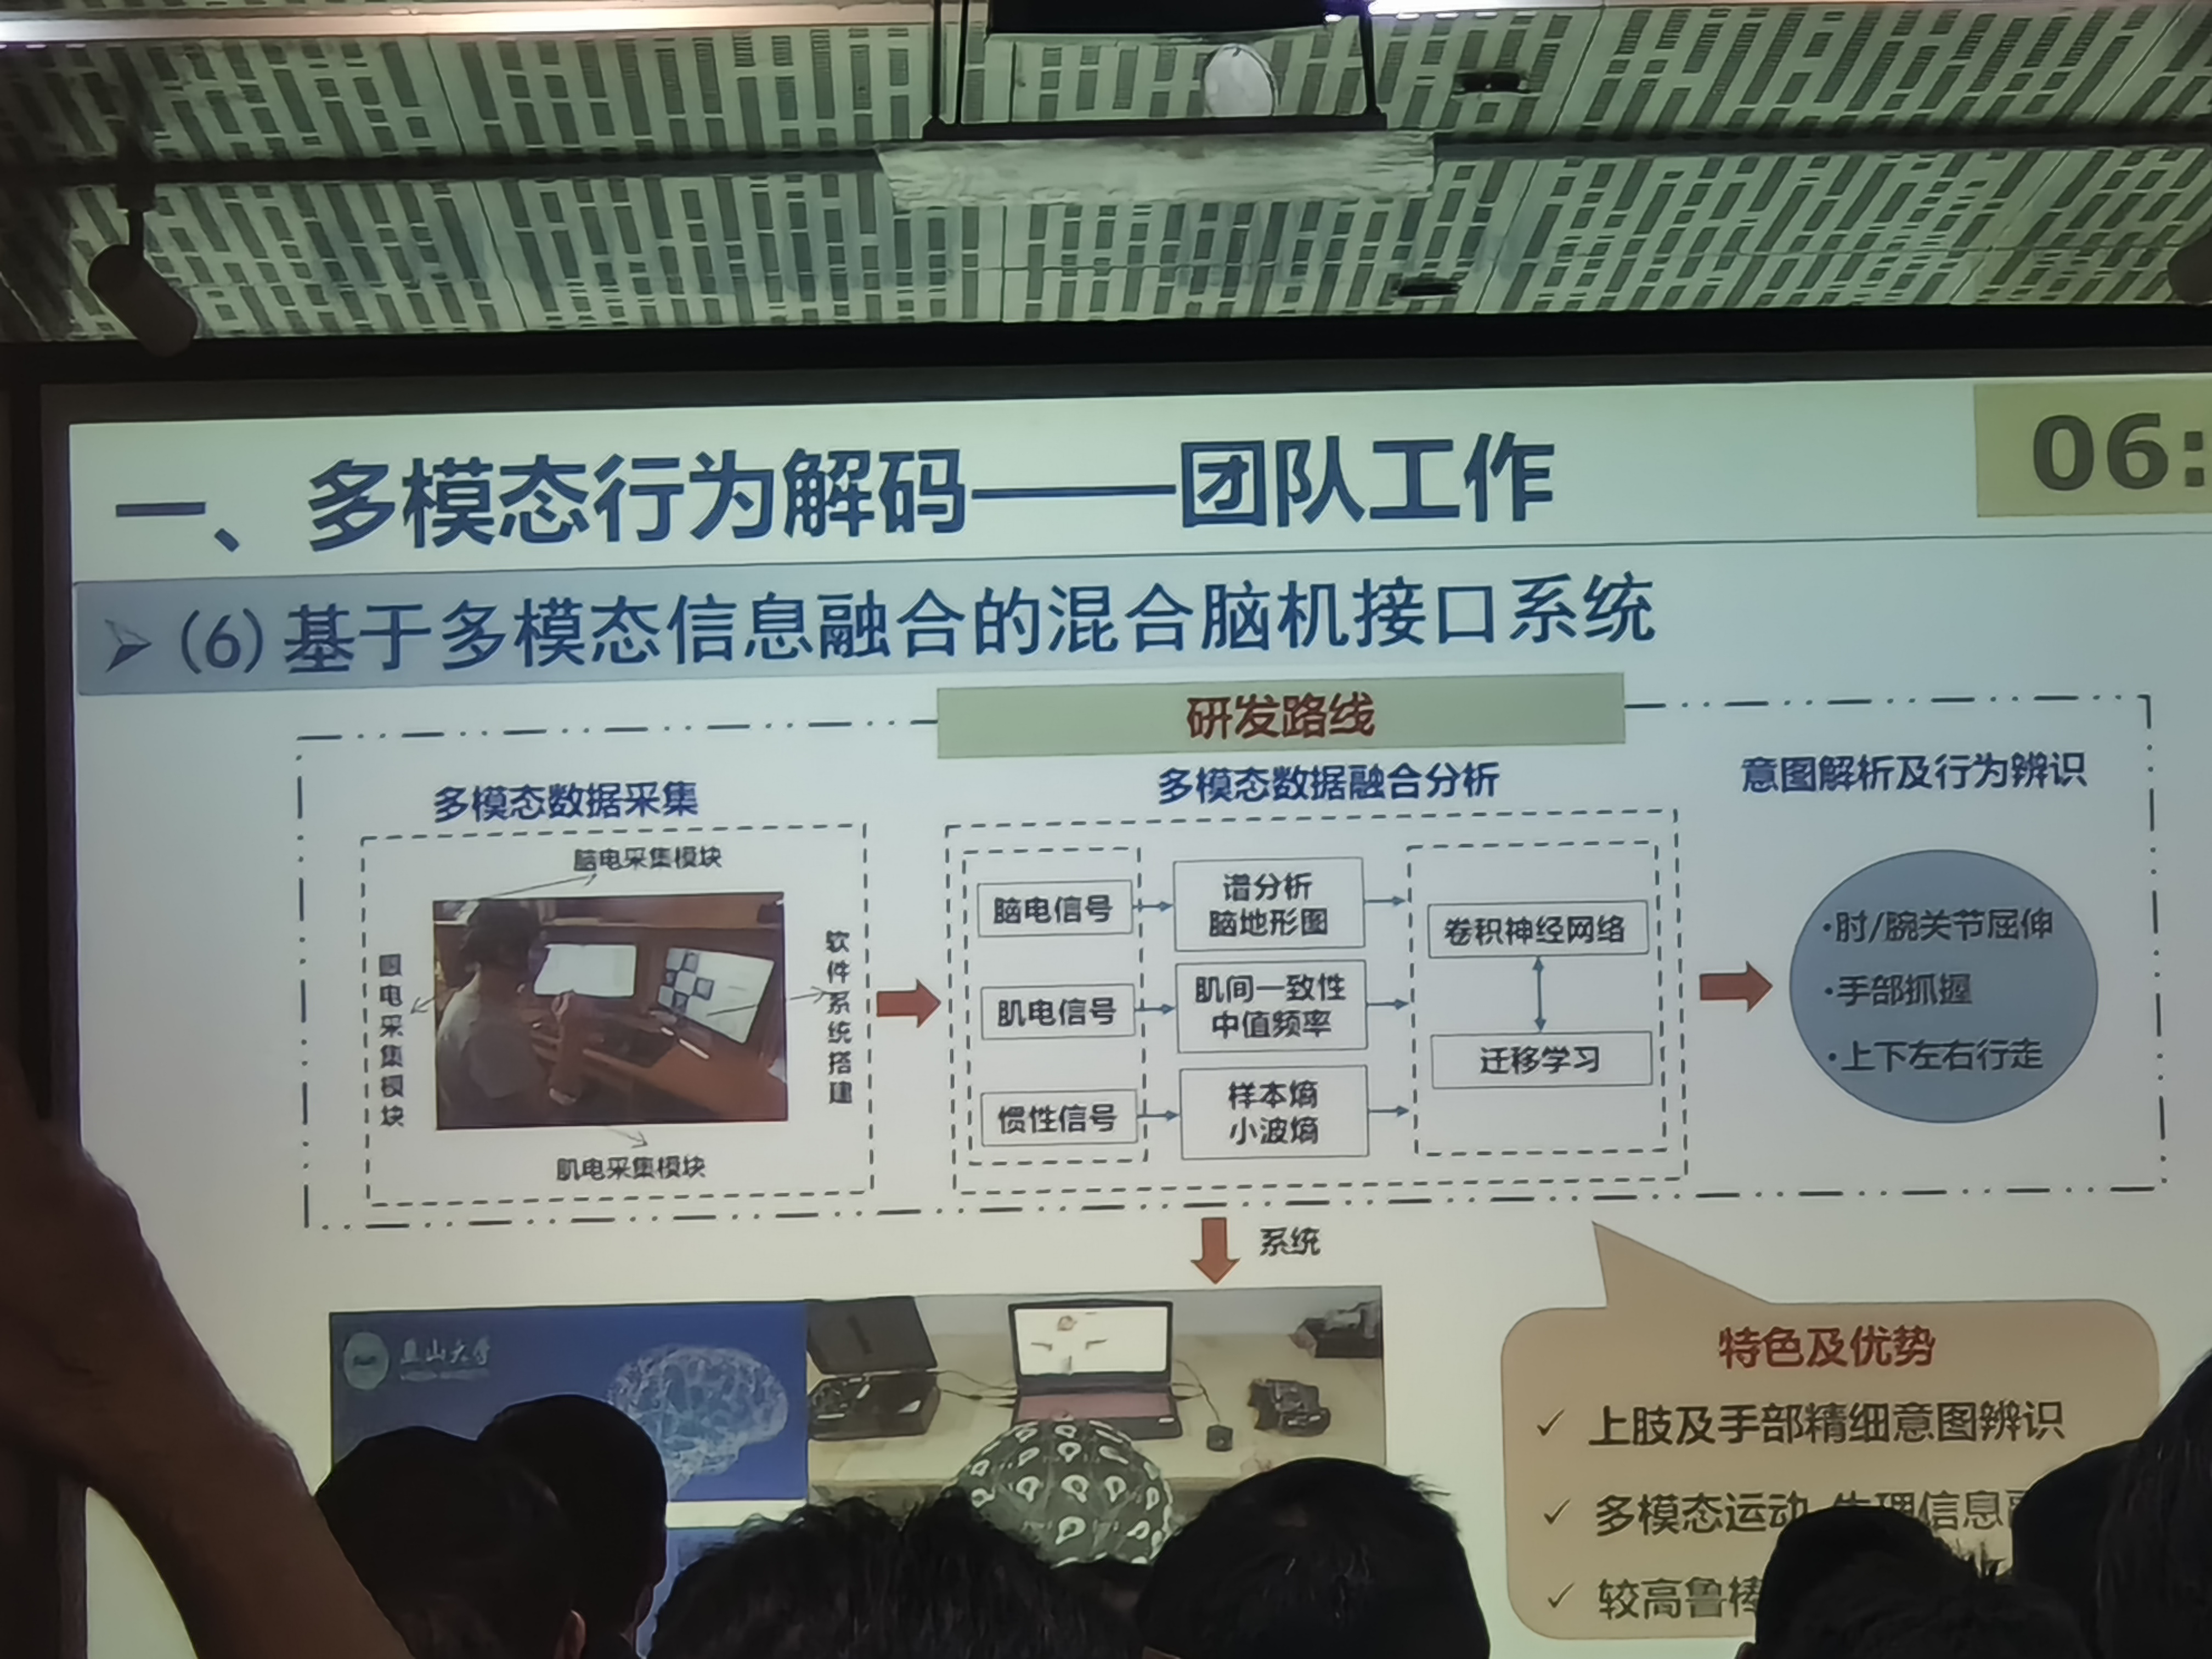 一、多模态行为解码——团队工作
06:
(6)基于多模态信息融合的混合脑机接口系统
研发路线
多模态数据采集
多模态数据融合分析
意图解析及行为辨识
脑电采集模块
眼电采集模块
软件系统搭建
肌电采集模块
脑电信号
肌电信号
惯性信号
谱分析
脑地形图
肌间一致性
中值频率
样本熵
小波熵
卷积神经网络
迁移学习
·肘/腕关节屈伸
·手部抓握
·上下左右行走
系统
燕山大学
特色及优势
✓ 上肢及手部精细意图辨识
✓ 多模态运动 生理信息
✓ 较高鲁棒